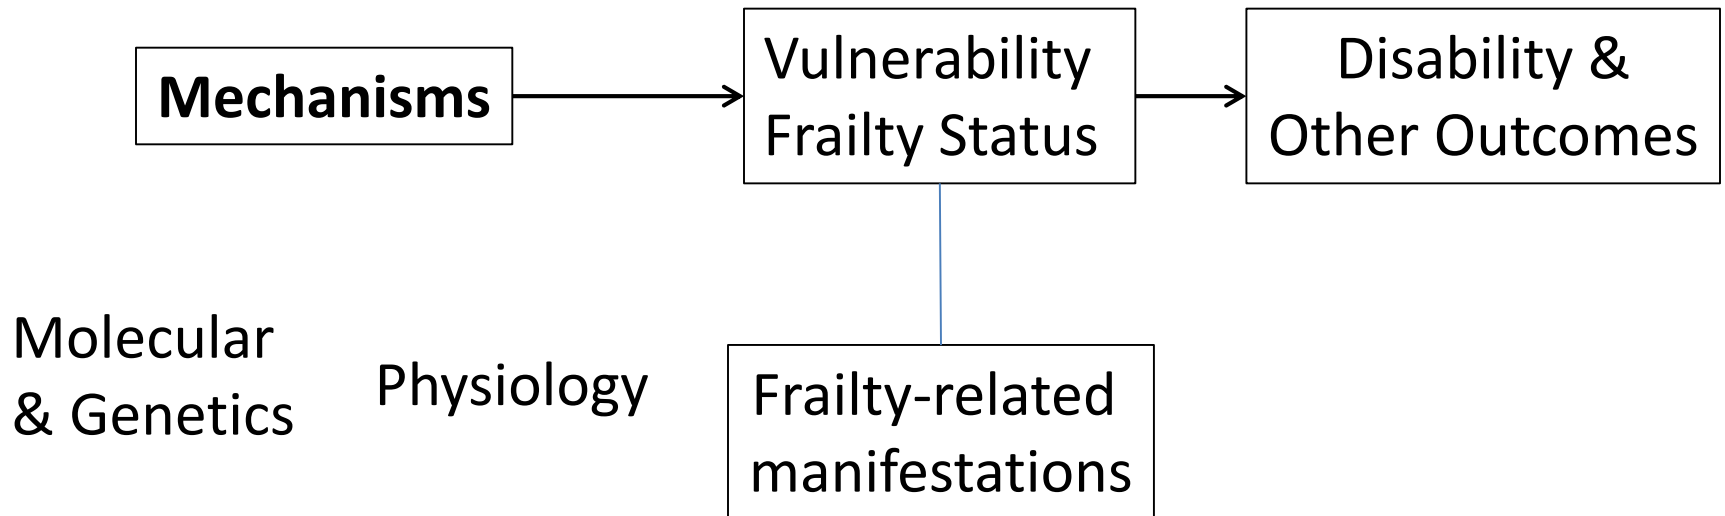 Mechanisms
Vulnerability
Frailty Status
Disability &
Other Outcomes
Molecular
& Genetics
Physiology
Frailty-related
manifestations